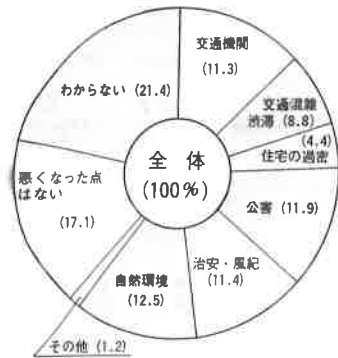 交通機関
(11.3)
交通混雑
渋滞 (8.8)
(4.4)
住宅の過密
公害 (11.9)
治安・風紀
(11.4)
自然環境
(12.5)
その他 (1.2)
悪くなった点
はない
(17.1)
わからない (21.4)
全 体
(100%)